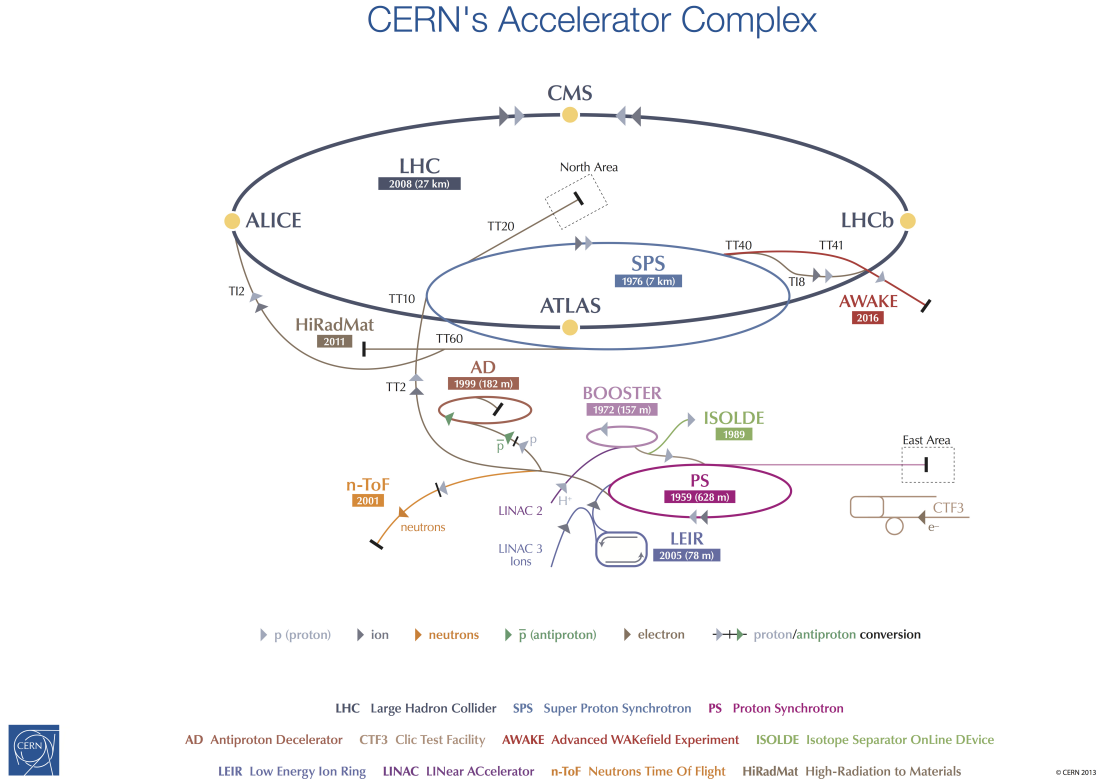 CERN's Accelerator Complex
CMS
LHC
2008 (27 km)
North Area
ALICE
TT20
LHCb
TT40
TT41
SPS
1976 (7 km)
TI2
TT10
TI8
ATLAS
AWAKE
2016
HiRadMat
2011
TT60
AD
1999 (182 m)
TT2
BOOSTER
1972 (157 m)
ISOLDE
1989
p̅
p
East Area
n-ToF
2001
PS
1959 (628 m)
H⁺
LINAC 2
neutrons
CTF3
e⁻
LINAC 3
Ions
LEIR
2005 (78 m)
p (proton) ion neutrons p̅ (antiproton) electron proton/antiproton conversion
LHC Large Hadron Collider SPS Super Proton Synchrotron PS Proton Synchrotron
AD Antiproton Decelerator CTF3 Clic Test Facility AWAKE Advanced WAKefield Experiment ISOLDE Isotope Separator OnLine DEvice
LEIR Low Energy Ion Ring LINAC LINear ACcelerator n-ToF Neutrons Time Of Flight HiRadMat High-Radiation to Materials
CERN
© CERN 2013